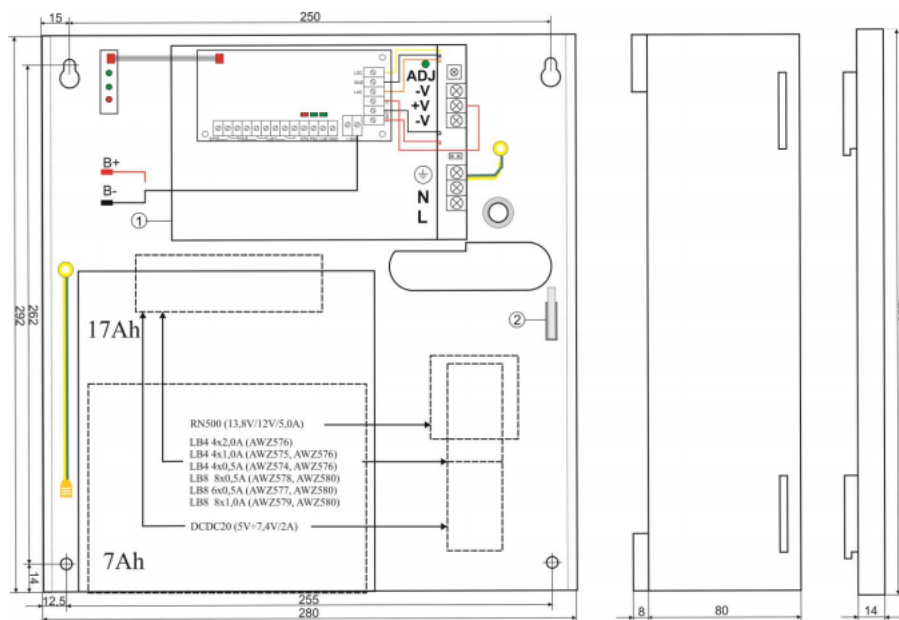 15
250
ADJ
-V
+V
-V
B+
B-
N
L
1
262
292
2
17Ah
RN500 (13,8V/12V/5,0A)
LB4 4x2,0A (AWZ576)
LB4 4x1,0A (AWZ575, AWZ576)
LB4 4x0,5A (AWZ574, AWZ576)
LB8 8x0,5A (AWZ578, AWZ580)
LB8 6x0,5A (AWZ577, AWZ580)
LB8 8x1,0A (AWZ579, AWZ580)
DCDC20 (5V÷7,4V/2A)
7Ah
14
12,5
255
280
8
80
14